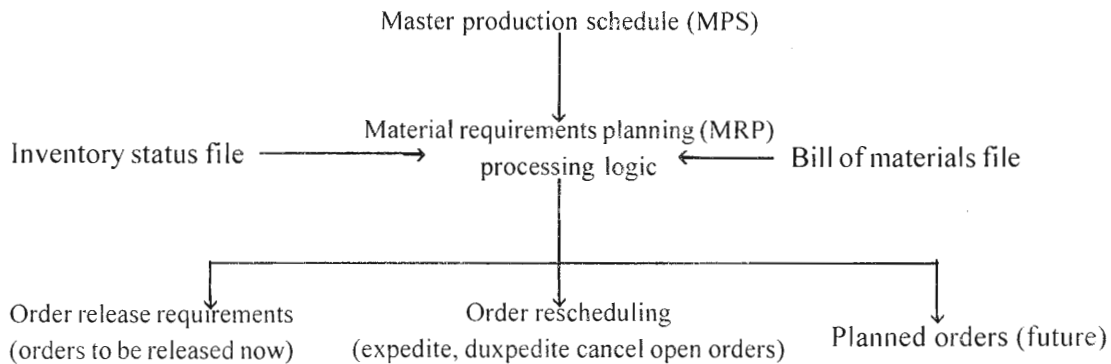 Master production schedule (MPS)
Material requirements planning (MRP)
processing logic
Inventory status file
Bill of materials file
Order release requirements
(orders to be released now)
Order rescheduling
(expedite, duxpedite cancel open orders)
Planned orders (future)